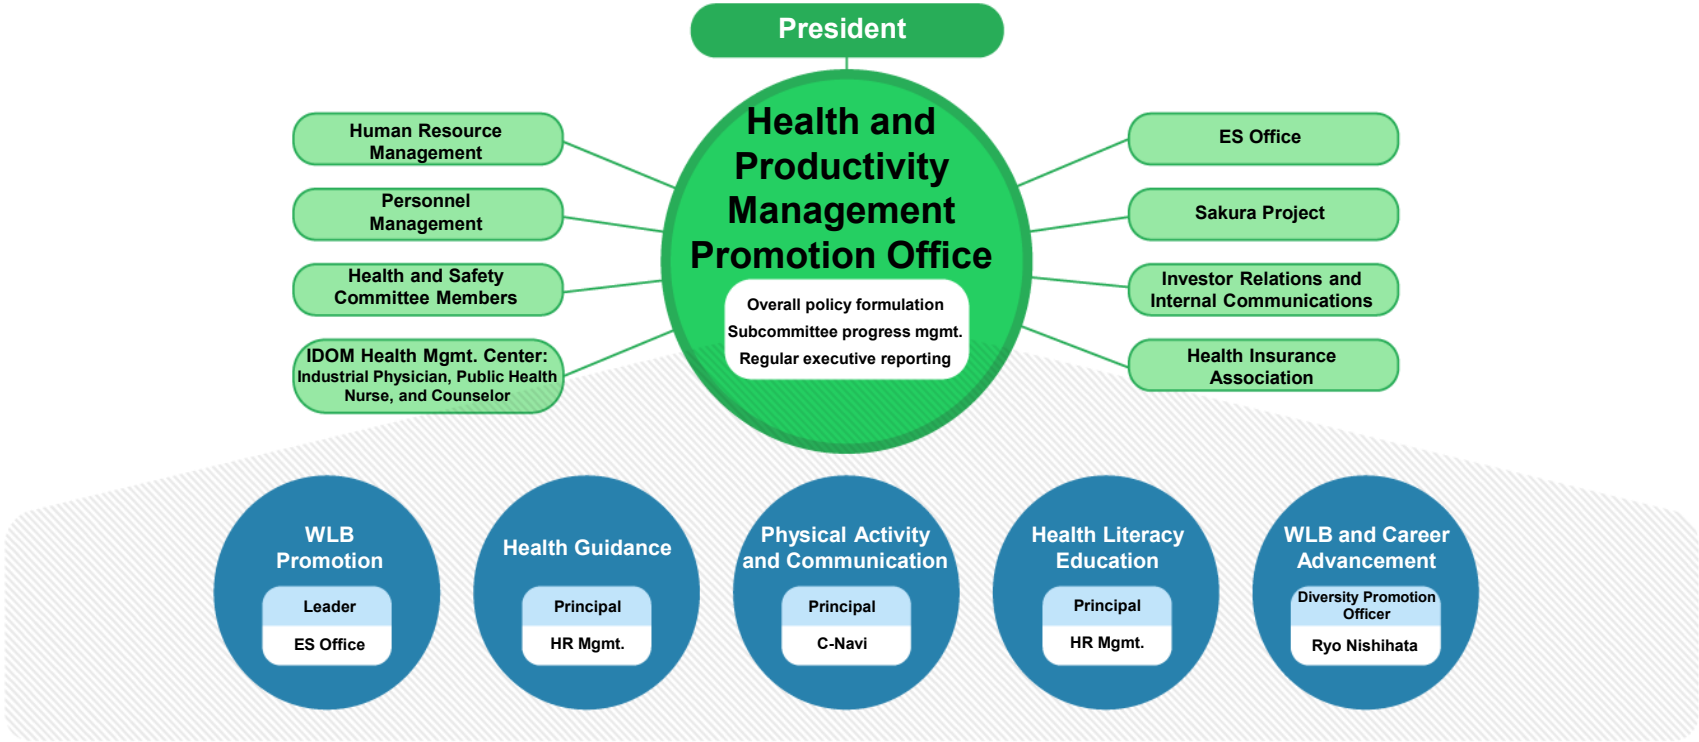 President
Health and
Productivity
Management
Promotion Office
Overall policy formulation
Subcommittee progress mgmt.
Regular executive reporting
Human Resource
Management
Personnel
Management
Health and Safety
Committee Members
IDOM Health Mgmt. Center:
Industrial Physician, Public Health
Nurse, and Counselor
ES Office
Sakura Project
Investor Relations and
Internal Communications
Health Insurance
Association
WLB
Promotion
Leader
ES Office
Health Guidance
Principal
HR Mgmt.
Physical Activity
and Communication
Principal
C-Navi
Health Literacy
Education
Principal
HR Mgmt.
WLB and Career
Advancement
Diversity Promotion
Officer
Ryo Nishihata